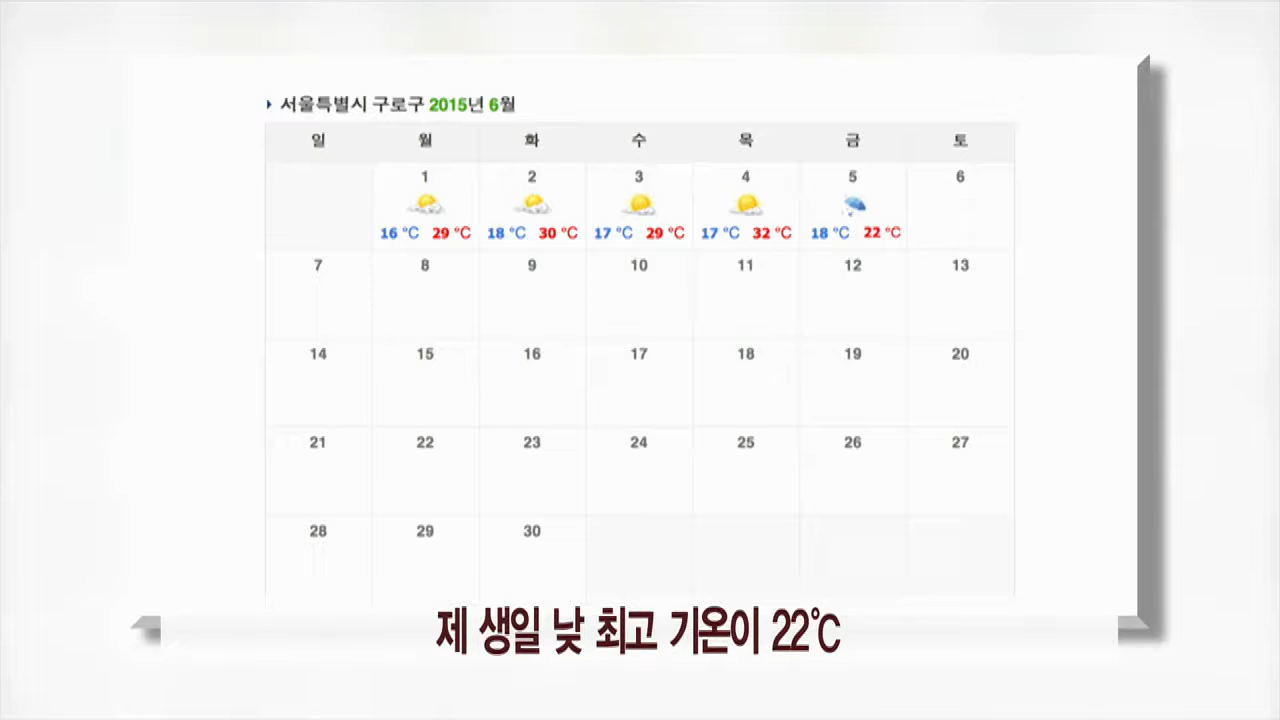 서울특별시 구로구 2015년 6월
일 월 화 수 목 금 토
1 2 3 4 5 6
16 °C 29 °C 18 °C 30 °C 17 °C 29 °C 17 °C 32 °C 18 °C 22 °C
7 8 9 10 11 12 13
14 15 16 17 18 19 20
21 22 23 24 25 26 27
28 29 30
제 생일 낮 최고 기온이 22℃